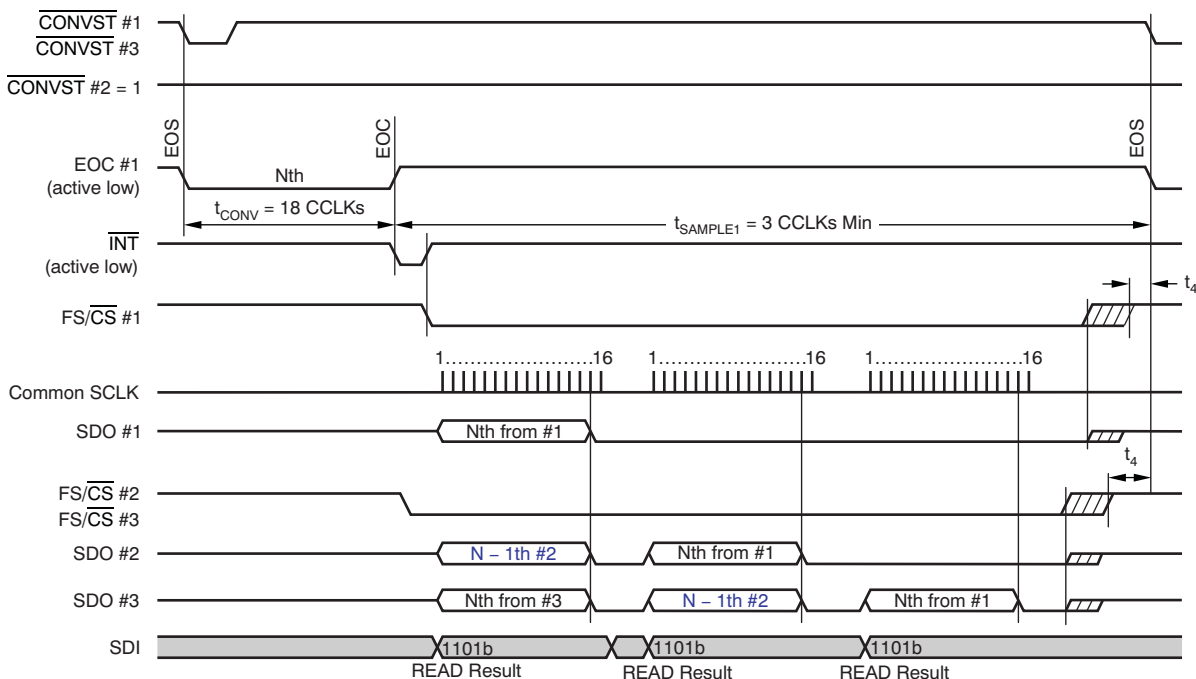 CONVST #1
CONVST #3
CONVST #2 = 1
EOS
EOC
EOS
EOC #1
(active low)
Nth
tCONV = 18 CCLKs
tSAMPLE1 = 3 CCLKs Min
INT
(active low)
t4
FS/CS #1
1.......................16
1.......................16
1.......................16
Common SCLK
SDO #1
Nth from #1
t4
FS/CS #2
FS/CS #3
SDO #2
N – 1th #2
Nth from #1
SDO #3
Nth from #3
N – 1th #2
Nth from #1
SDI
1101b
1101b
1101b
READ Result
READ Result
READ Result